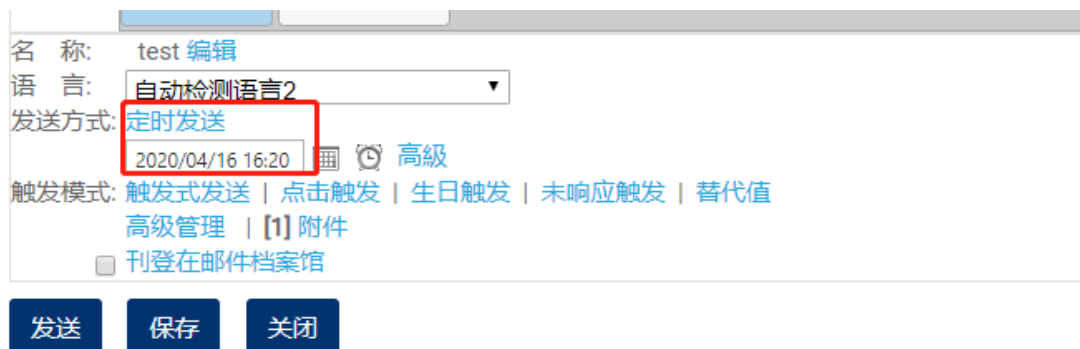 名 称: test 编辑
语 言: 自动检测语言2
发送方式: 定时发送
2020/04/16 16:20 高級
触发模式: 触发式发送 | 点击触发 | 生日触发 | 未响应触发 | 替代值
高级管理 | [1] 附件
刊登在邮件档案馆
发送 保存 关闭